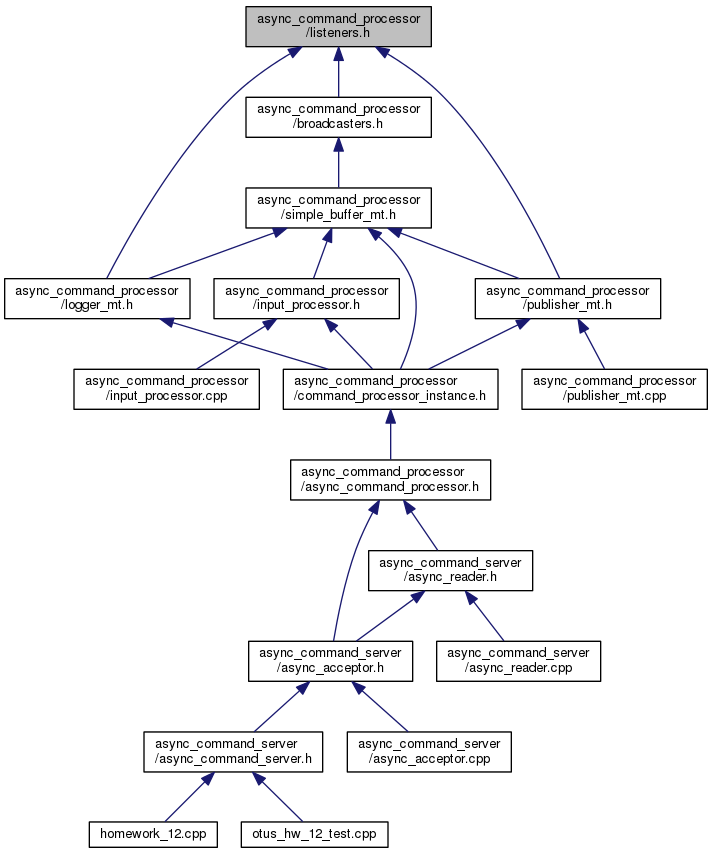 async_command_processor
/listeners.h
async_command_processor
/broadcasters.h
async_command_processor
/simple_buffer_mt.h
async_command_processor
/logger_mt.h
async_command_processor
/input_processor.h
async_command_processor
/publisher_mt.h
async_command_processor
/input_processor.cpp
async_command_processor
/command_processor_instance.h
async_command_processor
/publisher_mt.cpp
async_command_processor
/async_command_processor.h
async_command_server
/async_reader.h
async_command_server
/async_acceptor.h
async_command_server
/async_reader.cpp
async_command_server
/async_command_server.h
async_command_server
/async_acceptor.cpp
homework_12.cpp
otus_hw_12_test.cpp